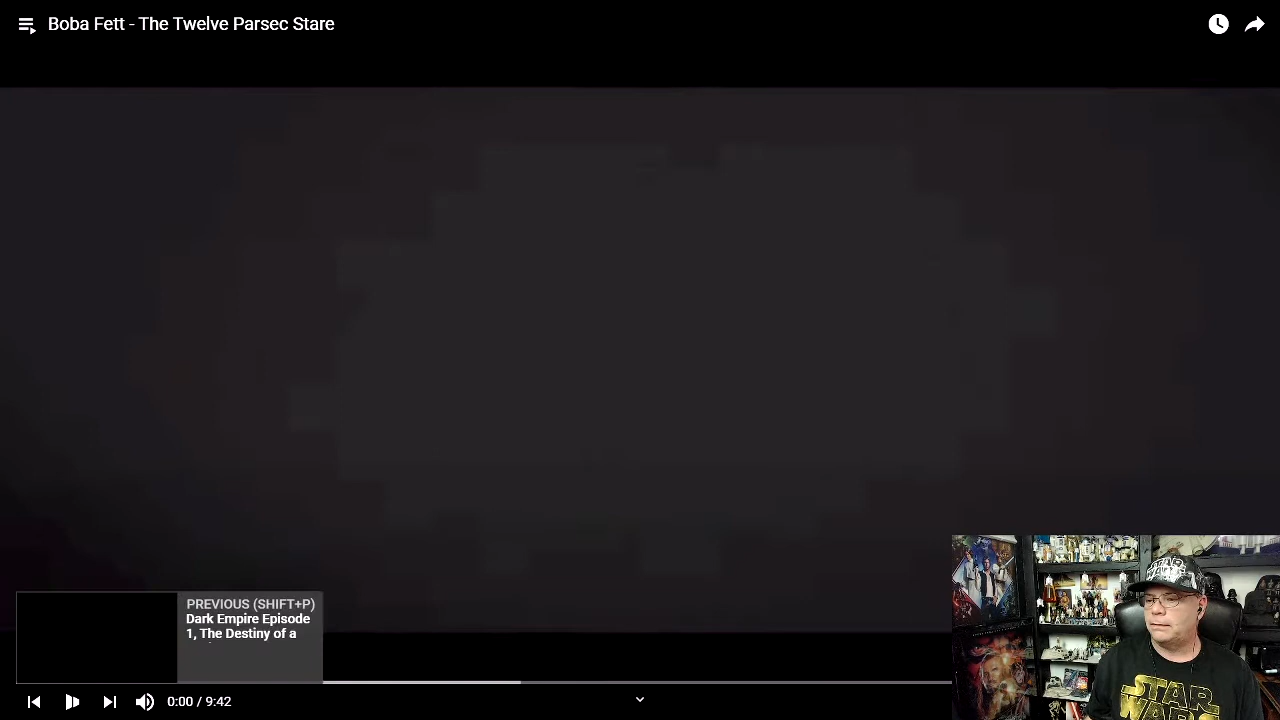 Boba Fett - The Twelve Parsec Stare
PREVIOUS (SHIFT+P)
Dark Empire Episode
1, The Destiny of a
0:00 / 9:42
STAR
WARS